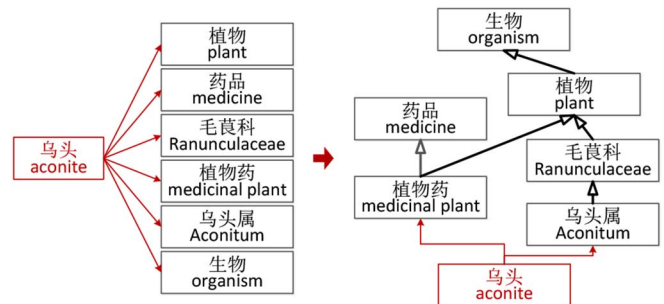 植物
plant
药品
medicine
毛茛科
Ranunculaceae
植物药
medicinal plant
乌头属
Aconitum
生物
organism
乌头
aconite
生物
organism
植物
plant
药品
medicine
毛茛科
Ranunculaceae
植物药
medicinal plant
乌头属
Aconitum
乌头
aconite